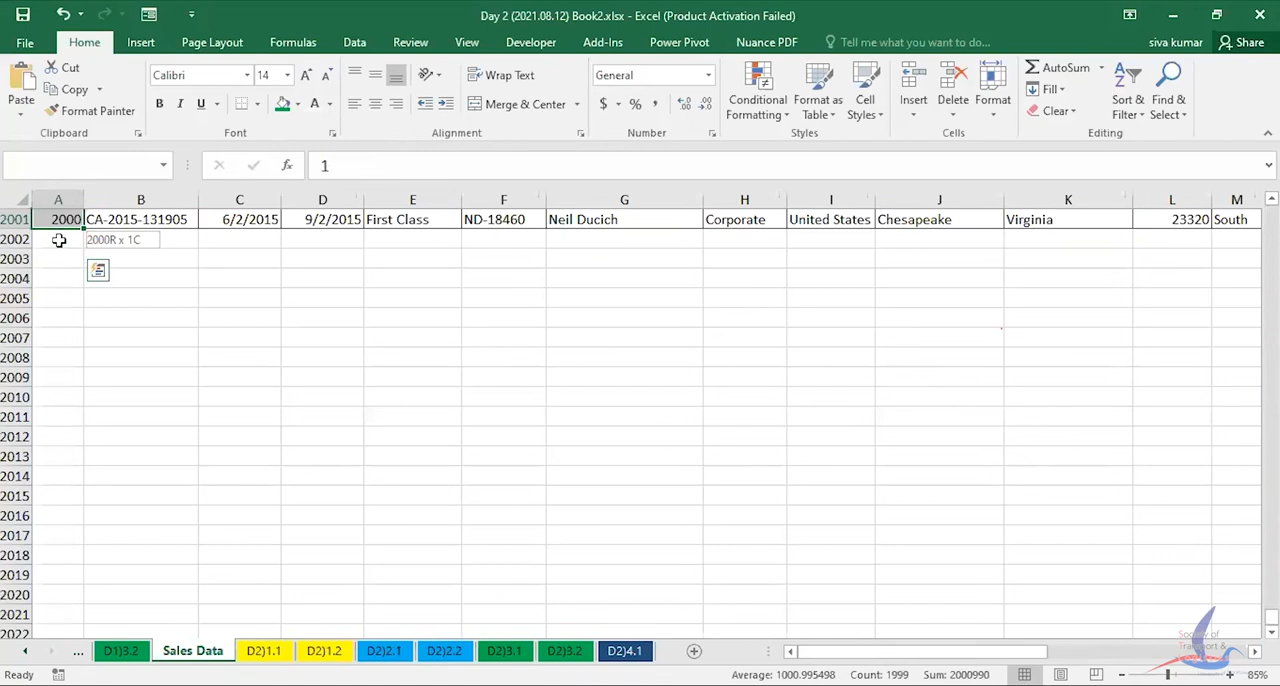 Day 2 (2021.08.12) Book2.xlsx - Excel (Product Activation Failed)
File Home Insert Page Layout Formulas Data Review View Developer Add-Ins Power Pivot Nuance PDF Tell me what you want to do... siva kumar Share
Paste Cut Copy Format Painter Clipboard
Calibri 14 B I U A Font
Wrap Text Merge & Center Alignment
General $ % , Number
Conditional Formatting Format as Table Cell Styles Styles
Insert Delete Format Cells
AutoSum Fill Clear Sort & Filter Find & Select Editing
fx 1
A B C D E F G H I J K L M
2001 2000 CA-2015-131905 6/2/2015 9/2/2015 First Class ND-18460 Neil Ducich Corporate United States Chesapeake Virginia 23320 South
2002 2000R x 1C
2003
2004
2005
2006
2007
2008
2009
2010
2011
2012
2013
2014
2015
2016
2017
2018
2019
2020
2021
2022
... D1)3.2 Sales Data D2)1.1 D2)1.2 D2)2.1 D2)2.2 D2)3.1 D2)3.2 D2)4.1
Society of
Transport &
Ready Average: 1000.995498 Count: 1999 Sum: 2000990 85%